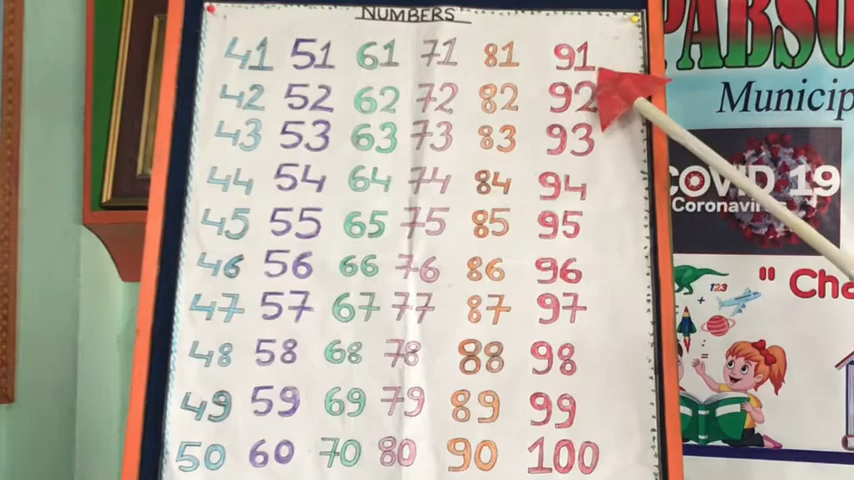 NUMBERS
41 51 61 71 81 91
42 52 62 72 82 92
43 53 63 73 83 93
44 54 64 74 84 94
45 55 65 75 85 95
46 56 66 76 86 96
47 57 67 77 87 97
48 58 68 78 88 98
49 59 69 79 89 99
50 60 70 80 90 100
COVID 19
123